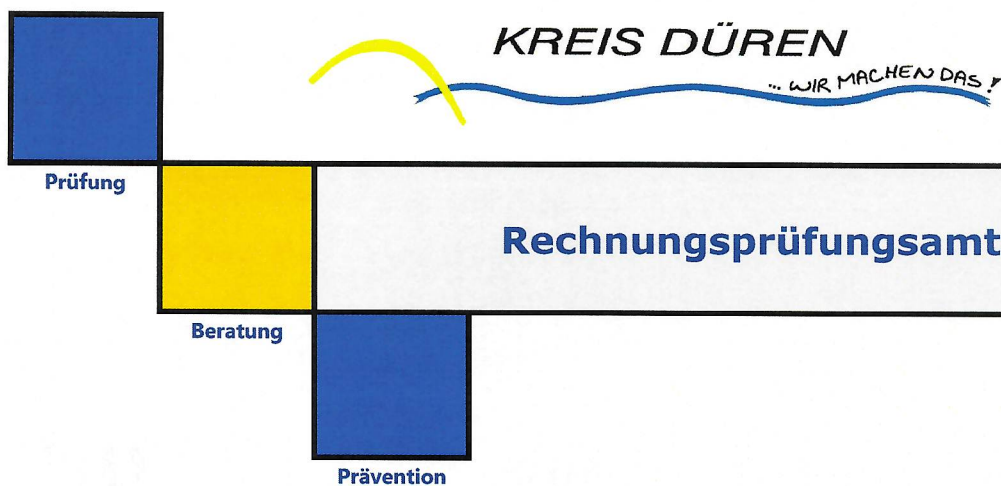 KREIS DÜREN
... WIR MACHEN DAS!
Prüfung
Rechnungsprüfungsamt
Beratung
Prävention